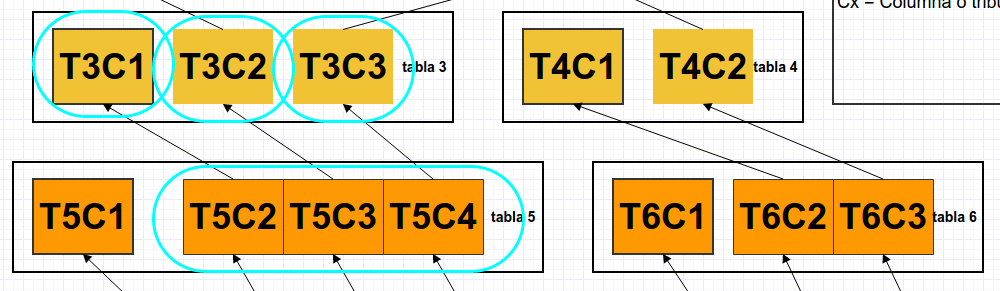 Cx = Columna o tribu
T3C1 T3C2 T3C3 tabla 3
T4C1 T4C2 tabla 4
T5C1 T5C2 T5C3 T5C4 tabla 5
T6C1 T6C2 T6C3 tabla 6